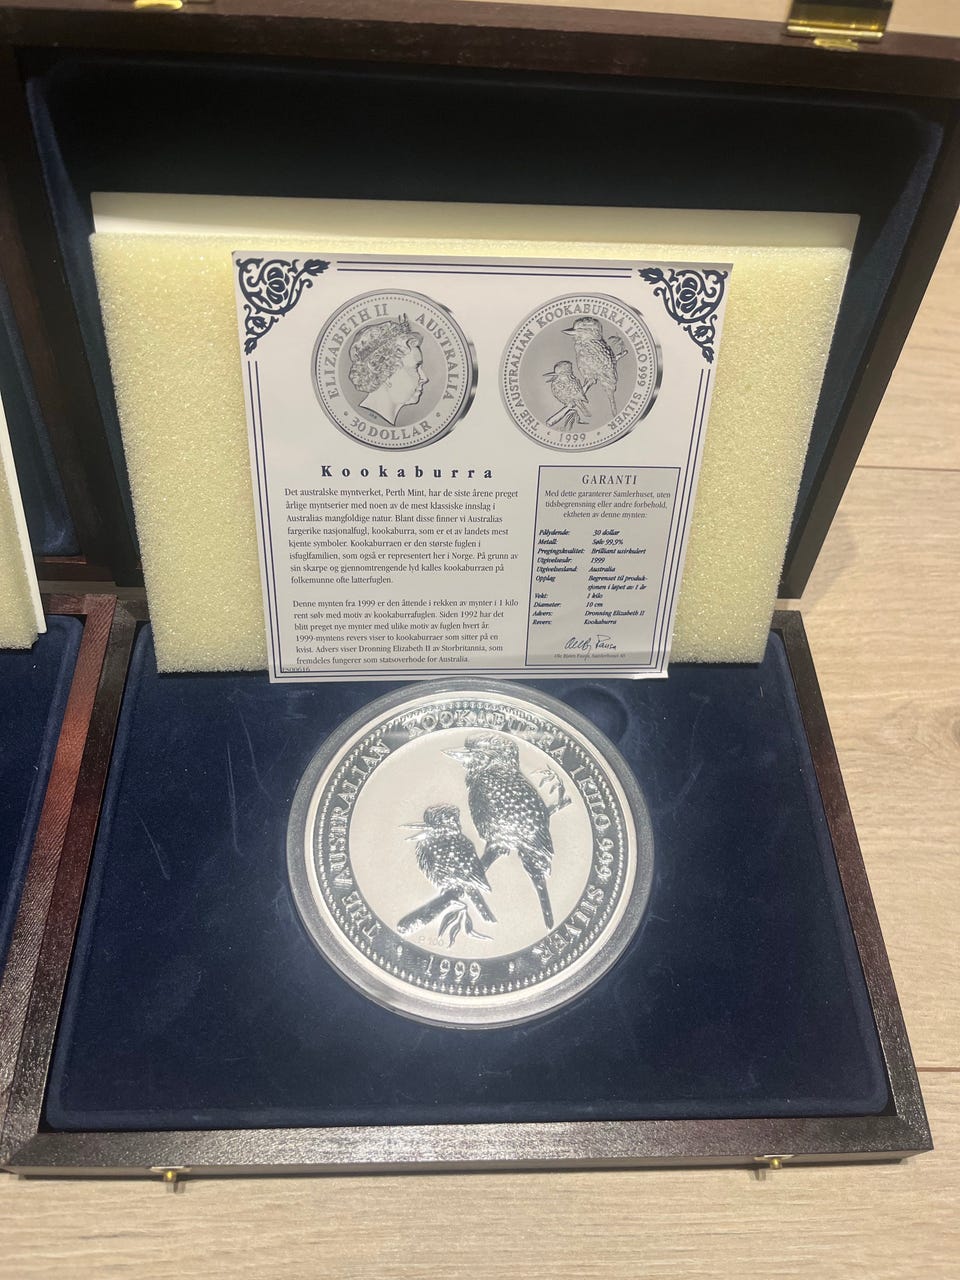 ELIZABETH II AUSTRALIA
30 DOLLAR
THE AUSTRALIAN KOOKABURRA 1 KILO 999 SILVER
1999
Kookaburra
Det australske myntverket, Perth Mint, har de siste årene preget
årlige myntserier med noen av de mest klassiske innslag i
Australias mangfoldige natur. Blant disse finner vi Australias
fargerike nasjonalfugl, kookaburra, som er et av landets mest
kjente symboler. Kookaburraen er den største fuglen i
isfuglfamilien, som også er representert her i Norge. På grunn av
sin skarpe og gjennomtrengende lyd kalles kookaburraen på
folkemunne ofte latterfuglen.
Denne mynten fra 1999 er den åttende i rekken av mynter i 1 kilo
rent sølv med motiv av kookaburrafuglen. Siden 1992 har det
blitt preget nye mynter med ulike motiv av fuglen hvert år.
1999-myntens revers viser to kookaburraer som sitter på en
kvist. Advers viser Dronning Elizabeth II av Storbritannia, som
fremdeles fungerer som statsoverhode for Australia.
GARANTI
Med dette garanterer Samlerhuset, uten
tidsbegrensning eller andre forbehold,
ektheten av denne mynten:
Pålydende: 30 dollar
Metall: Sølv 99,9%
Pregingskvalitet: Brilliant usirkulert
Utgivelsesår: 1999
Utgivelsesland: Australia
Opplag Begrenset til produk-
sjonen i løpet av 1 år
Vekt: 1 kilo
Diameter: 10 cm
Advers: Dronning Elizabeth II
Revers: Kookaburra
THE AUSTRALIAN KOOKABURRA 1 KILO 999 SILVER
P100
1999